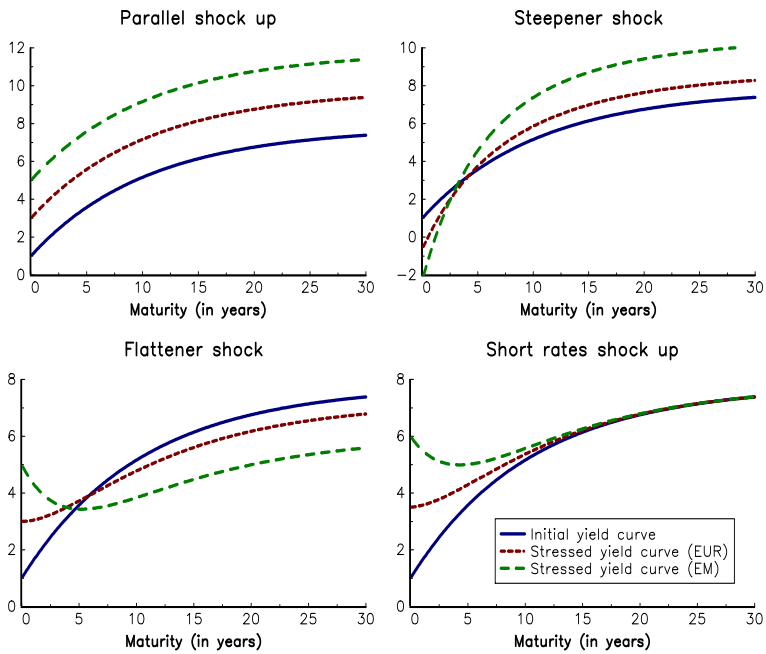 Parallel shock up
12
10
8
6
4
2
0
0 5 10 15 20 25 30
Maturity (in years)
Steepener shock
10
8
6
4
2
0
-2
0 5 10 15 20 25 30
Maturity (in years)
Flattener shock
8
6
4
2
0
0 5 10 15 20 25 30
Maturity (in years)
Short rates shock up
8
6
4
2
0
0 5 10 15 20 25 30
Maturity (in years)
Initial yield curve
Stressed yield curve (EUR)
Stressed yield curve (EM)